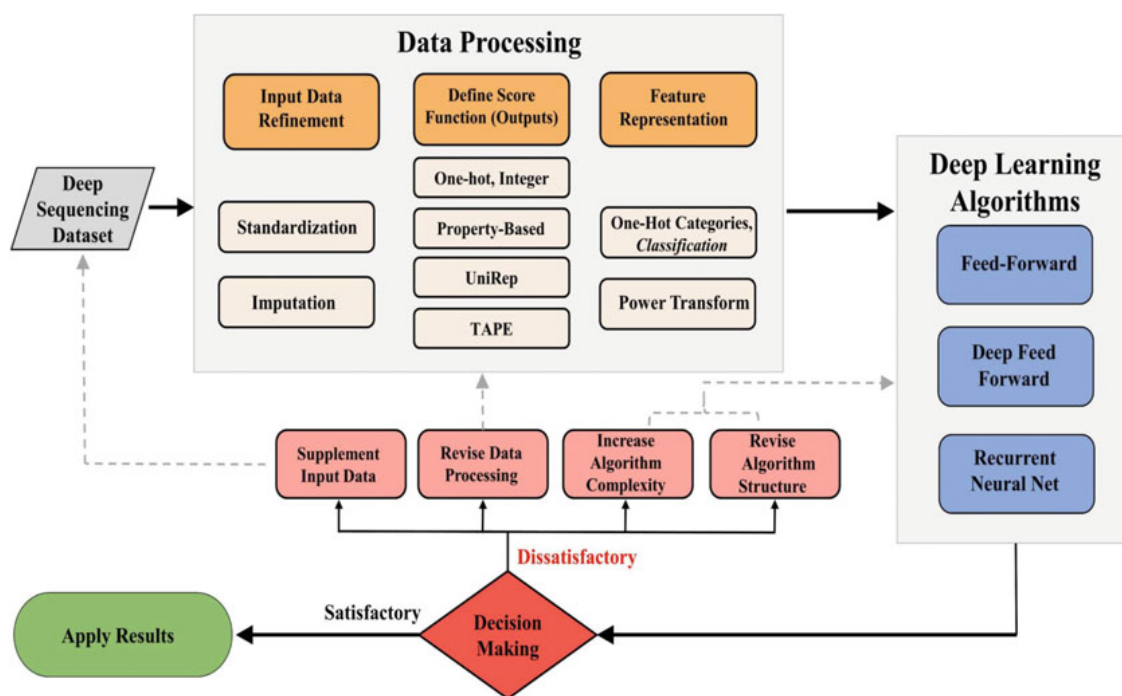 Data Processing
Input Data
Refinement
Define Score
Function (Outputs)
Feature
Representation
One-hot, Integer
Standardization
Property-Based
One-Hot Categories,
Classification
UniRep
Imputation
Power Transform
TAPE
Deep
Sequencing
Dataset
Deep Learning
Algorithms
Feed-Forward
Deep Feed
Forward
Recurrent
Neural Net
Supplement
Input Data
Revise Data
Processing
Increase
Algorithm
Complexity
Revise
Algorithm
Structure
Dissatisfactory
Satisfactory
Decision
Making
Apply Results